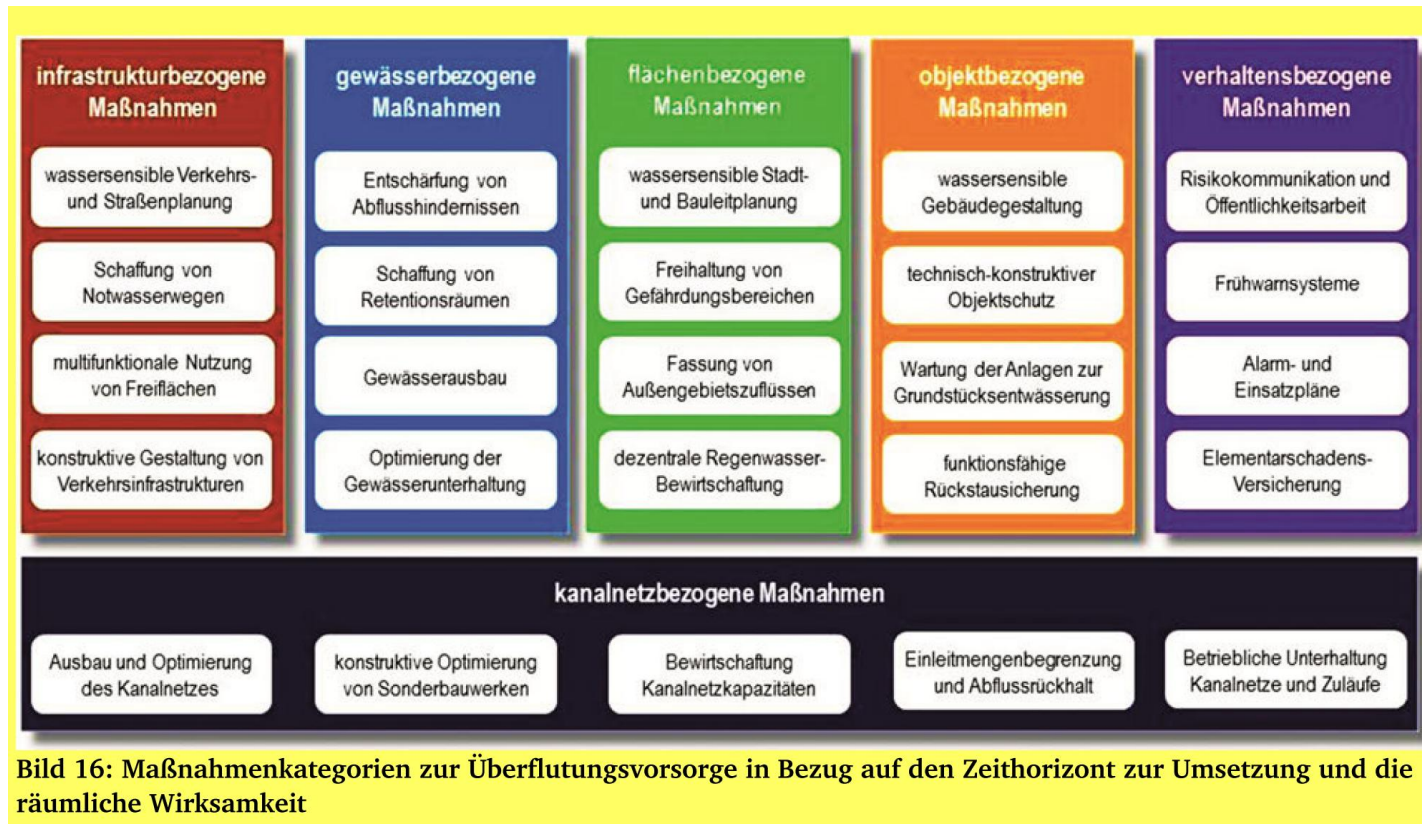 infrastrukturbezogene
Maßnahmen
wassersensible Verkehrs-
und Straßenplanung
Schaffung von
Notwasserwegen
multifunktionale Nutzung
von Freiflächen
konstruktive Gestaltung von
Verkehrsinfrastrukturen
gewässerbezogene
Maßnahmen
Entschärfung von
Abflusshindernissen
Schaffung von
Retentionsräumen
Gewässerausbau
Optimierung der
Gewässerunterhaltung
flächenbezogene
Maßnahmen
wassersensible Stadt-
und Bauleitplanung
Freihaltung von
Gefährdungsbereichen
Fassung von
Außengebietszuflüssen
dezentrale Regenwasser-
Bewirtschaftung
objektbezogene
Maßnahmen
wassersensible
Gebäudegestaltung
technisch-konstruktiver
Objektschutz
Wartung der Anlagen zur
Grundstücksentwässerung
funktionsfähige
Rückstausicherung
verhaltensbezogene
Maßnahmen
Risikokommunikation und
Öffentlichkeitsarbeit
Frühwarnsysteme
Alarm- und
Einsatzpläne
Elementarschadens-
Versicherung
kanalnetzbezogene Maßnahmen
Ausbau und Optimierung
des Kanalnetzes
konstruktive Optimierung
von Sonderbauwerken
Bewirtschaftung
Kanalnetzkapazitäten
Einleitmengenbegrenzung
und Abflussrückhalt
Betriebliche Unterhaltung
Kanalnetze und Zuläufe
Bild 16: Maßnahmenkategorien zur Überflutungsvorsorge in Bezug auf den Zeithorizont zur Umsetzung und die
räumliche Wirksamkeit